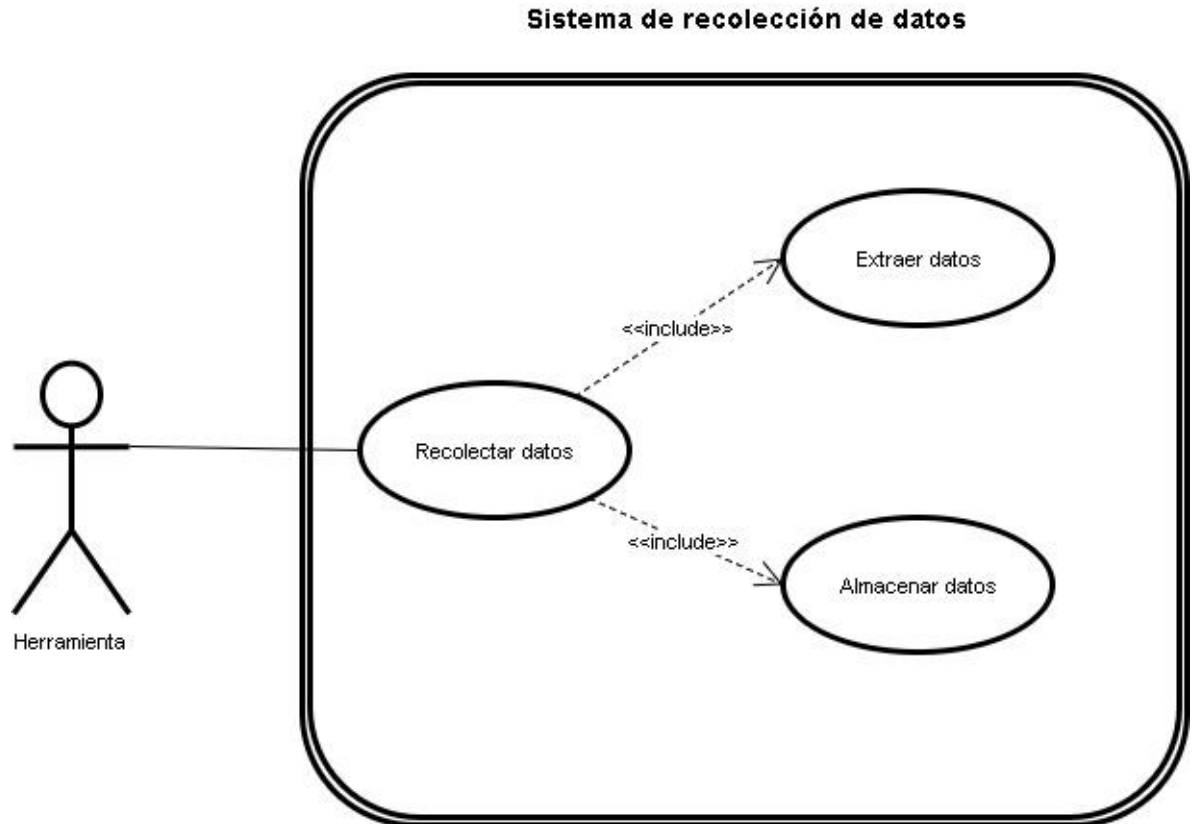 Sistema de recolección de datos
Extraer datos
<<include>>
Recolectar datos
<<include>>
Almacenar datos
Herramienta